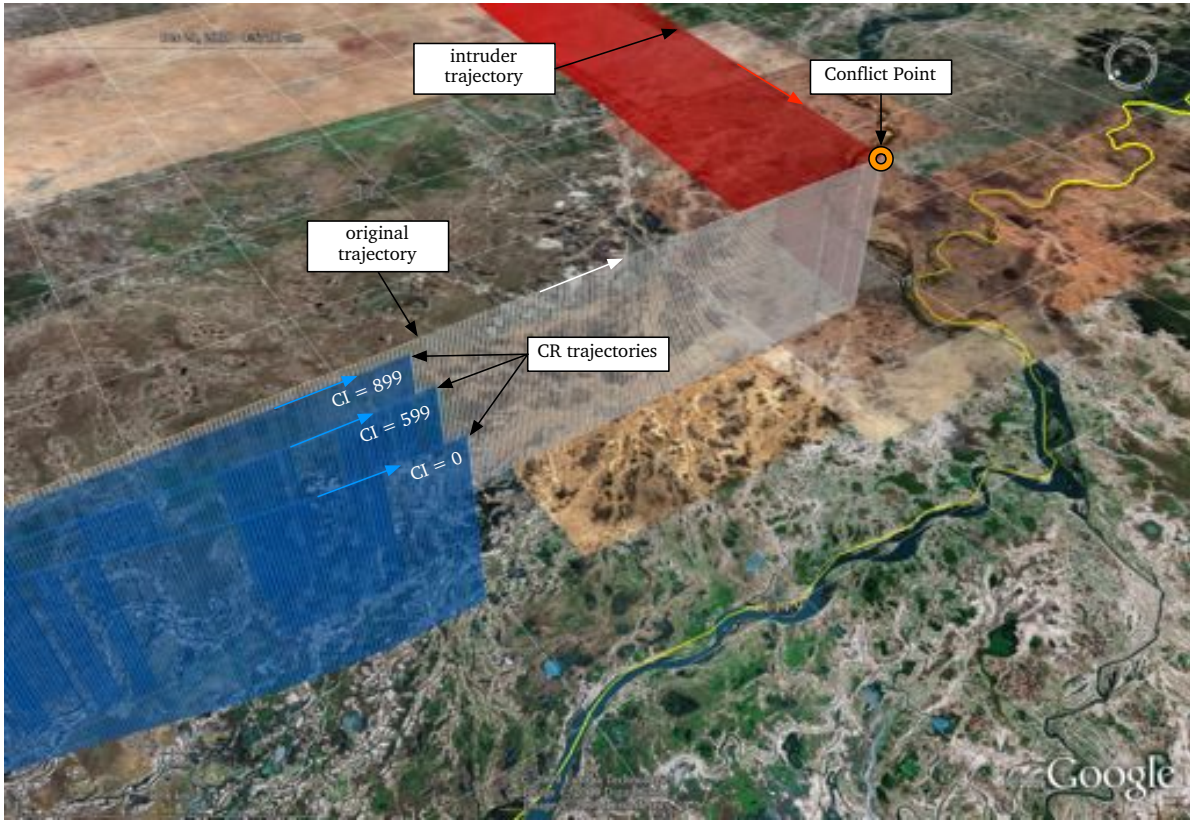 intruder
trajectory
Conflict Point
original
trajectory
CR trajectories
CI = 899
CI = 599
CI = 0
Google